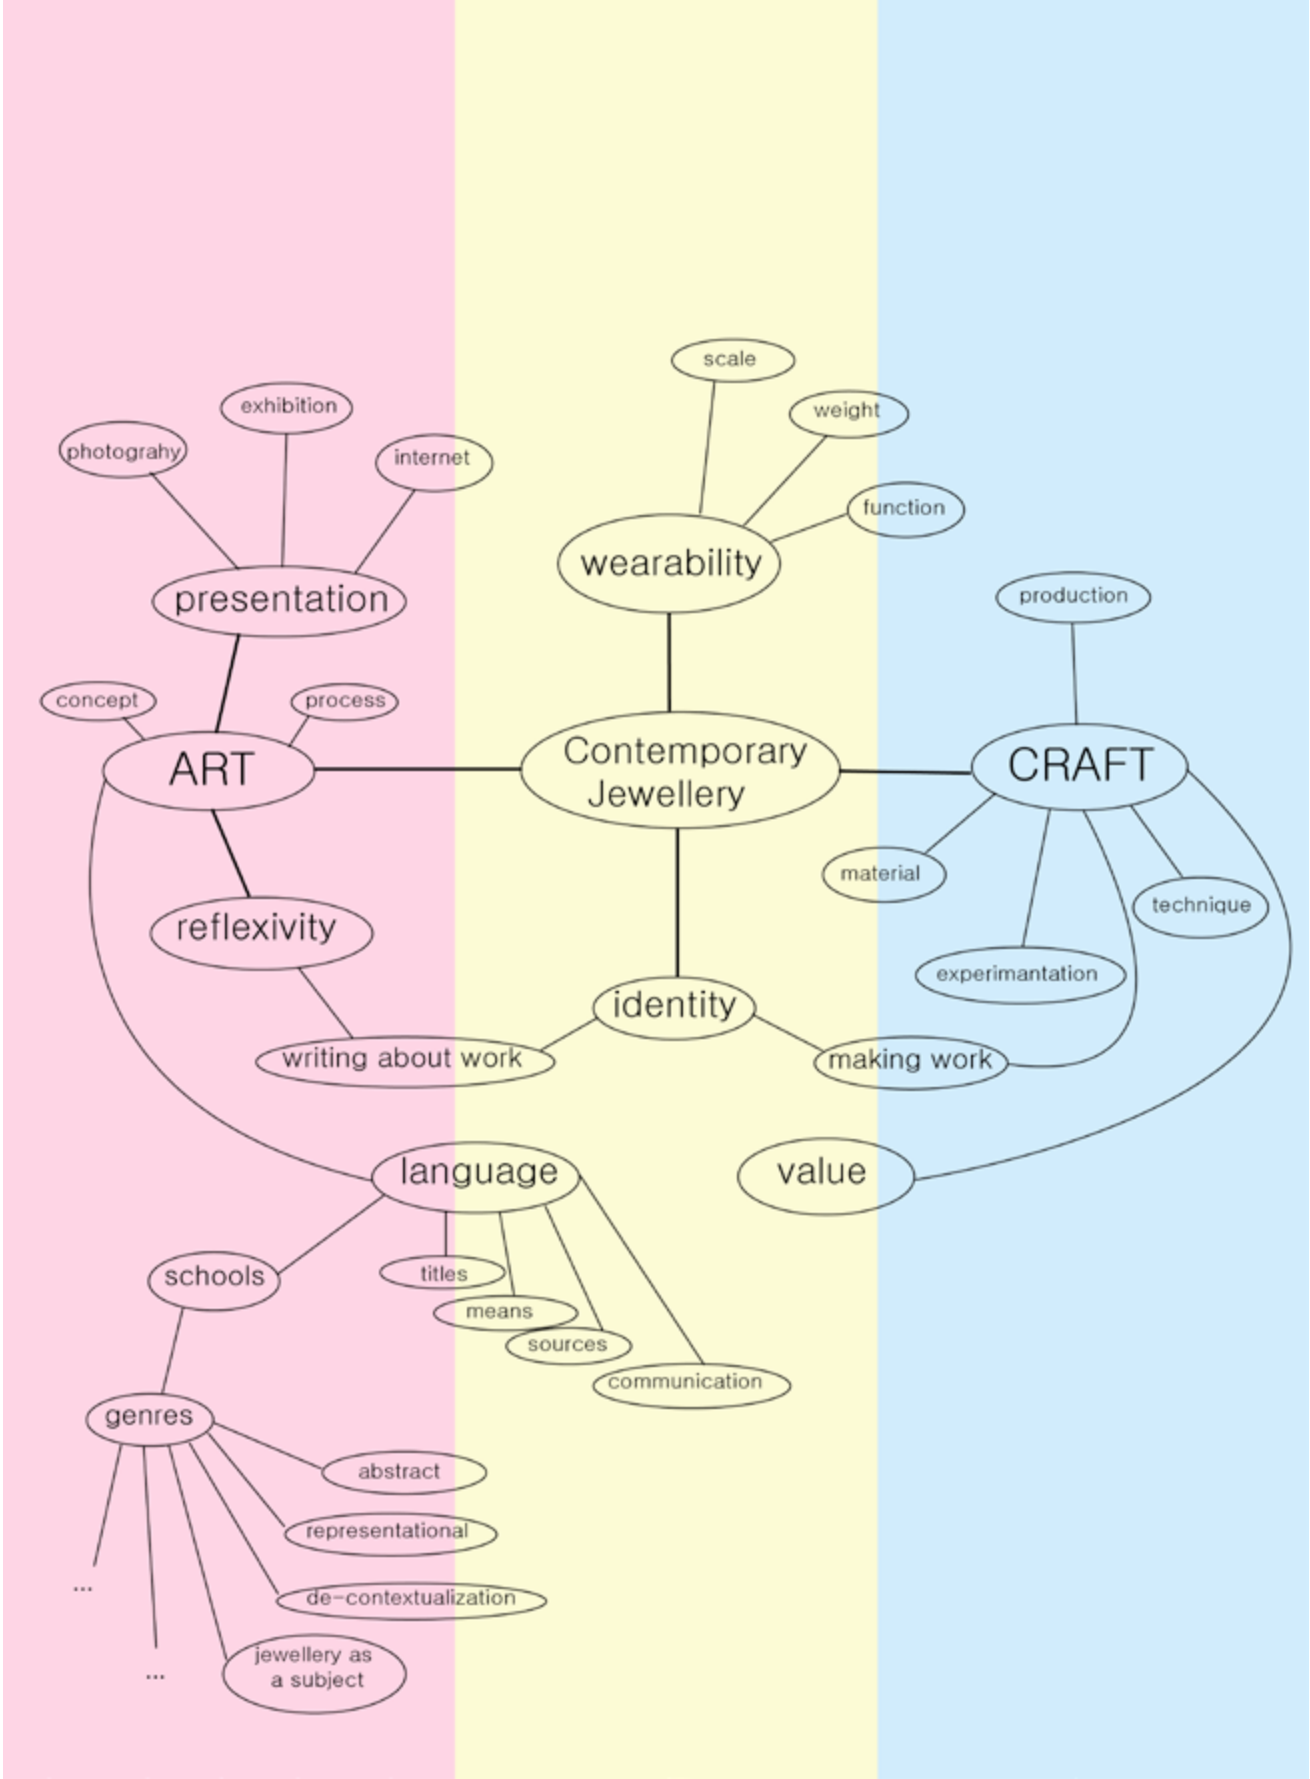 scale
exhibition
weight
photograhy
internet
function
wearability
presentation
production
concept
process
ART
Contemporary
Jewellery
CRAFT
material
technique
reflexivity
experimantation
identity
writing about work
making work
language
value
schools
titles
means
sources
communication
genres
abstract
representational
...
de-contextualization
jewellery as
a subject
...